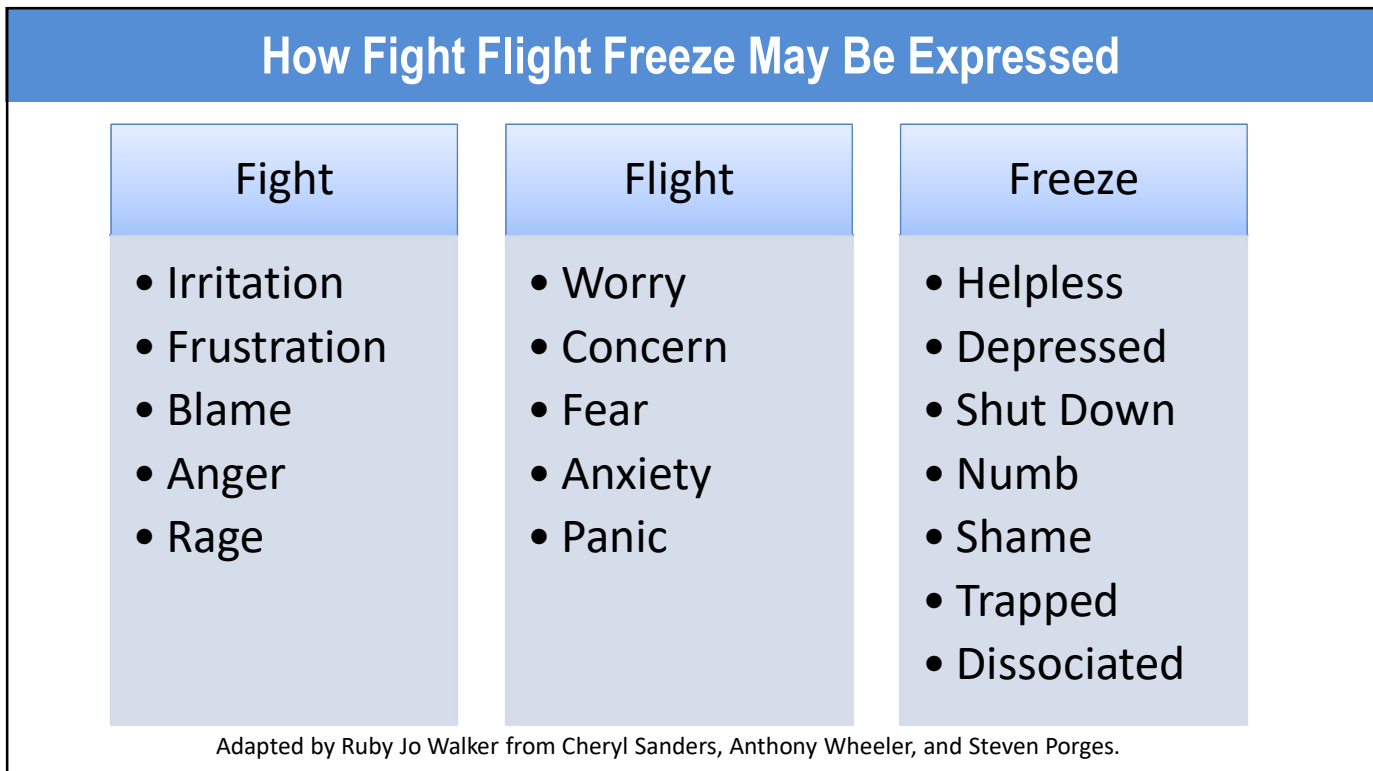 How Fight Flight Freeze May Be Expressed
Fight
• Irritation
• Frustration
• Blame
• Anger
• Rage
Flight
• Worry
• Concern
• Fear
• Anxiety
• Panic
Freeze
• Helpless
• Depressed
• Shut Down
• Numb
• Shame
• Trapped
• Dissociated
Adapted by Ruby Jo Walker from Cheryl Sanders, Anthony Wheeler, and Steven Porges.